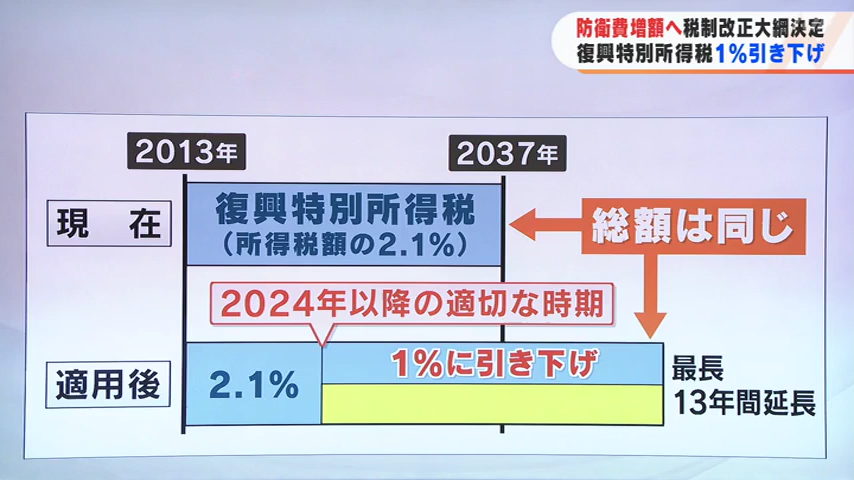 防衛費増額へ税制改正大綱決定
復興特別所得税1%引き下げ
2013年
2037年
現 在
復興特別所得税
(所得税額の2.1%)
総額は同じ
2024年以降の適切な時期
適用後
2.1%
1%に引き下げ
最長
13年間延長